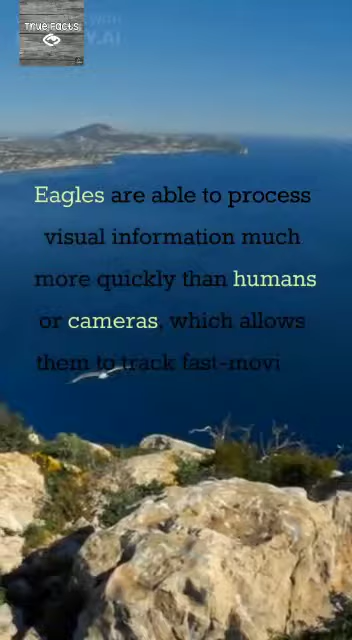 True Facts
Y.AI
Eagles are able to process
visual information much
more quickly than humans
or cameras, which allows
them to track fast-movi